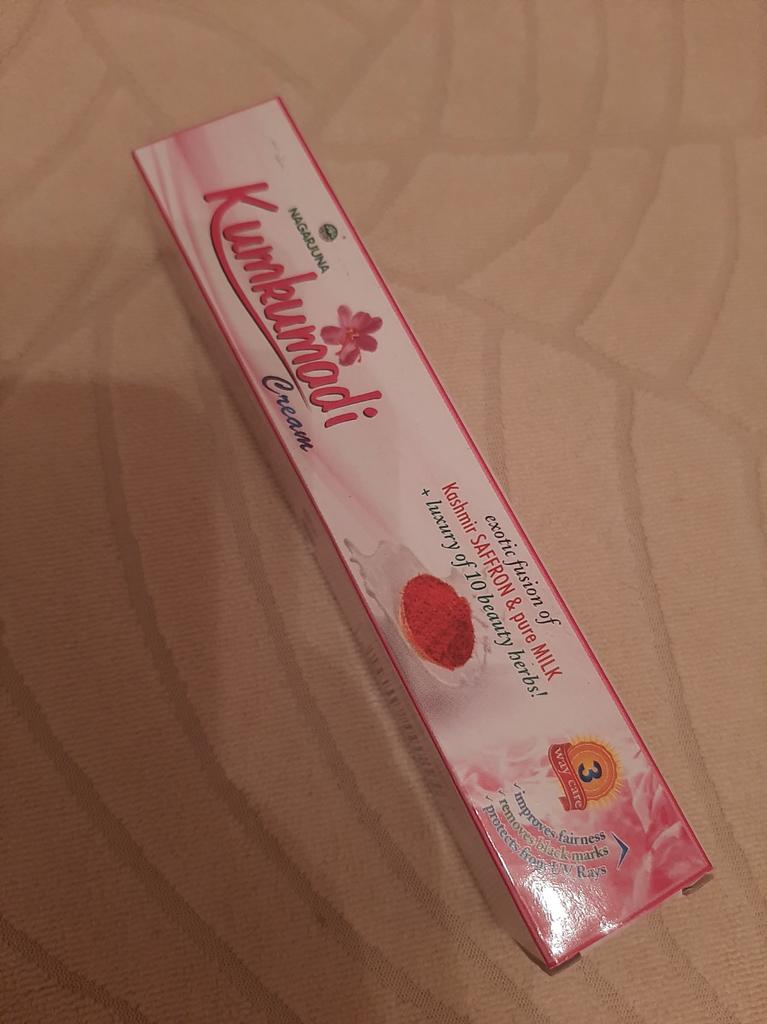 NAGARJUNA
Kumkumadi
Cream
exotic fusion of
Kashmir SAFFRON & pure MILK
+ luxury of 10 beauty herbs!
3
way care
improves fairness
removes black marks
protects from UV Rays